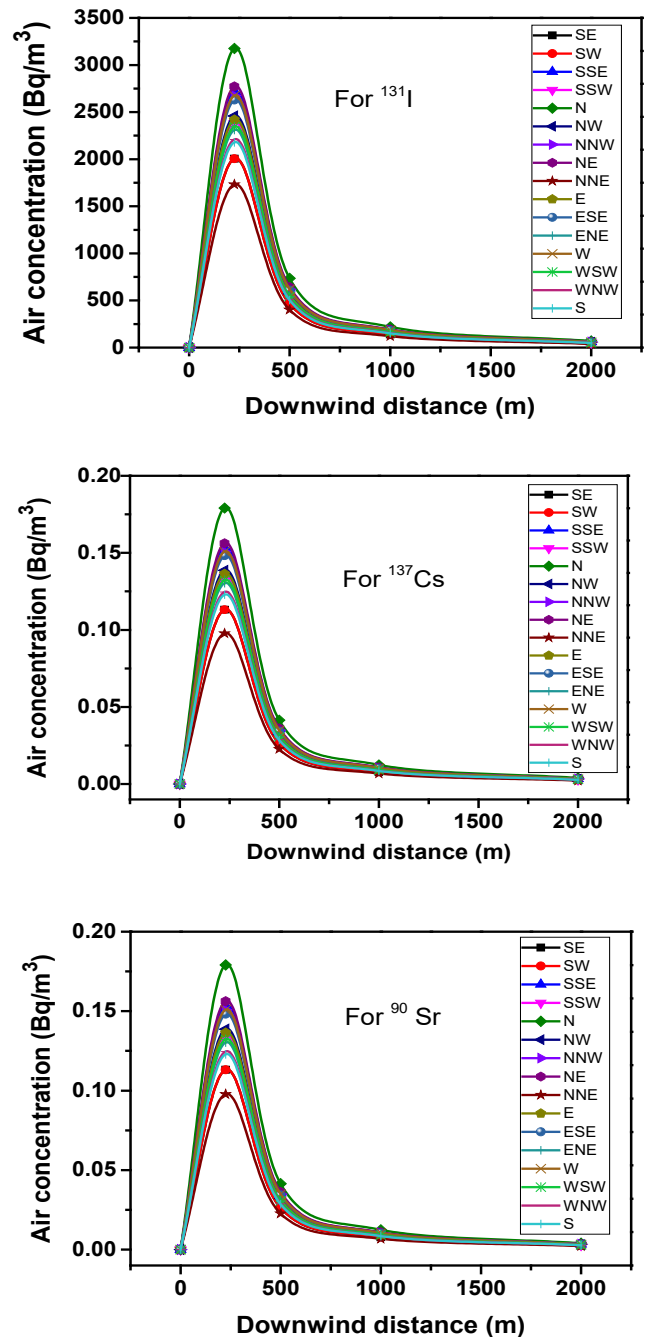 Air concentration (Bq/m³)
3500
3000
2500
2000
1500
1000
500
0
For ¹³¹I
SE
SW
SSE
SSW
N
NW
NNW
NE
NNE
E
ESE
ENE
W
WSW
WNW
S
0 500 1000 1500 2000
Downwind distance (m)
Air concentration (Bq/m³)
0.20
0.15
0.10
0.05
0.00
For ¹³⁷Cs
SE
SW
SSE
SSW
N
NW
NNW
NE
NNE
E
ESE
ENE
W
WSW
WNW
S
0 500 1000 1500 2000
Downwind distance (m)
Air concentration (Bq/m³)
0.20
0.15
0.10
0.05
0.00
For ⁹⁰ Sr
SE
SW
SSE
SSW
N
NW
NNW
NE
NNE
E
ESE
ENE
W
WSW
WNW
S
0 500 1000 1500 2000
Downwind distance (m)